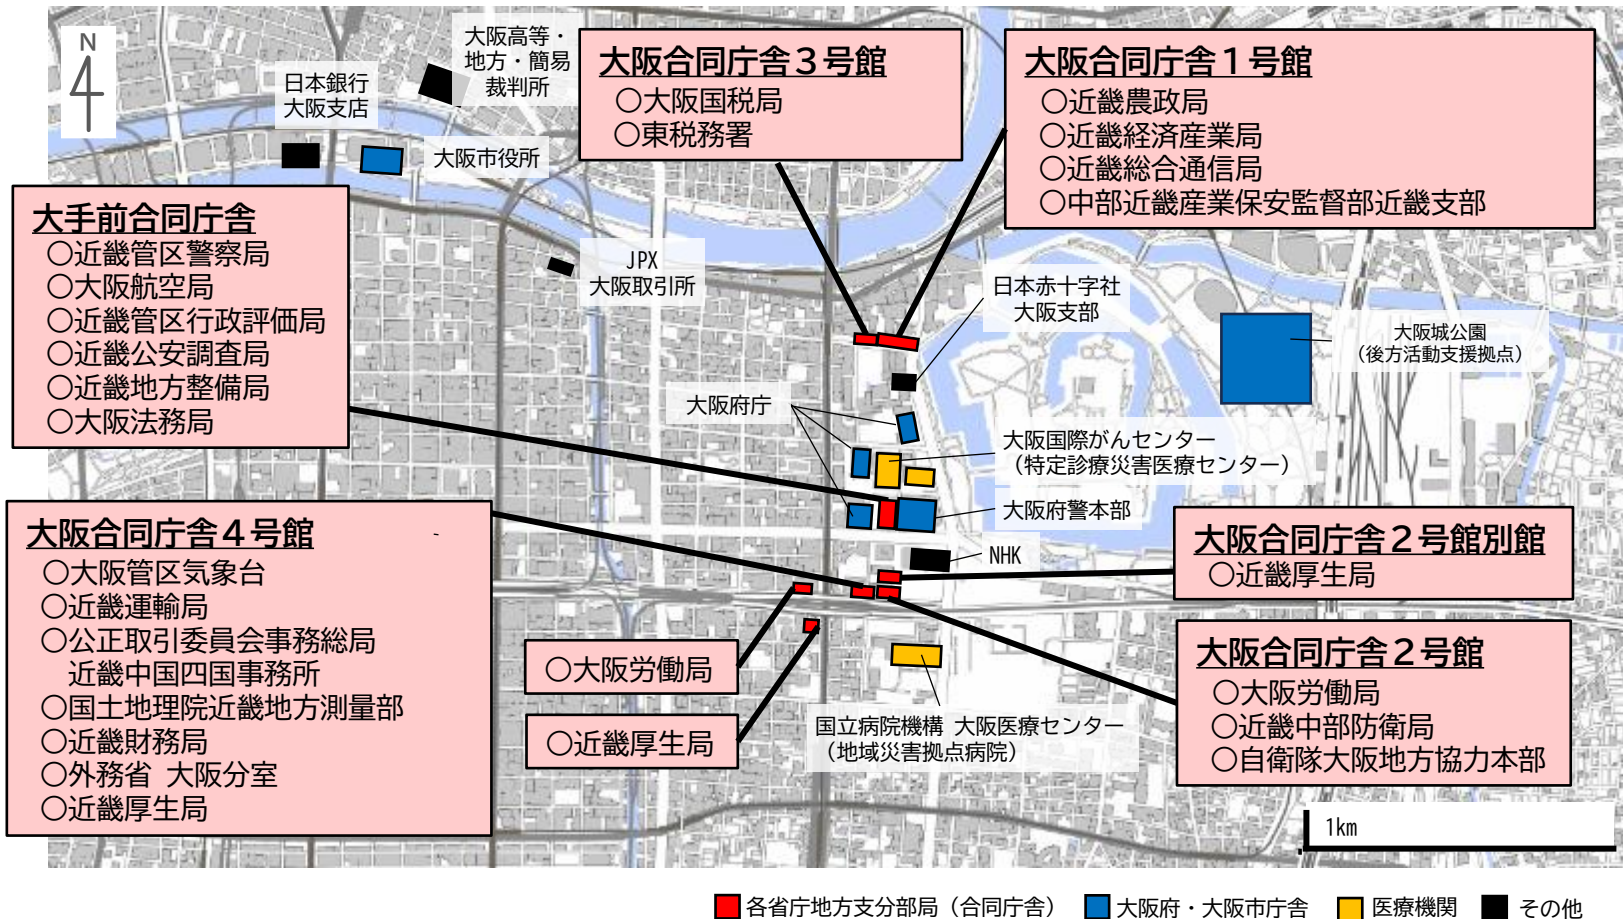 N
大阪高等・
地方・簡易
裁判所
日本銀行
大阪支店
大阪市役所
大阪合同庁舎３号館
○大阪国税局
○東税務署
大阪合同庁舎１号館
○近畿農政局
○近畿経済産業局
○近畿総合通信局
○中部近畿産業保安監督部近畿支部
大手前合同庁舎
○近畿管区警察局
○大阪航空局
○近畿管区行政評価局
○近畿公安調査局
○近畿地方整備局
○大阪法務局
JPX
大阪取引所
日本赤十字社
大阪支部
大阪城公園
（後方活動支援拠点）
大阪府庁
大阪国際がんセンター
（特定診療災害医療センター）
大阪府警本部
NHK
大阪合同庁舎４号館
○大阪管区気象台
○近畿運輸局
○公正取引委員会事務総局
近畿中国四国事務所
○国土地理院近畿地方測量部
○近畿財務局
○外務省 大阪分室
○近畿厚生局
大阪合同庁舎２号館別館
○近畿厚生局
○大阪労働局
○近畿厚生局
国立病院機構 大阪医療センター
（地域災害拠点病院）
大阪合同庁舎２号館
○大阪労働局
○近畿中部防衛局
○自衛隊大阪地方協力本部
1km
各省庁地方支分部局（合同庁舎） 大阪府・大阪市庁舎 医療機関 その他